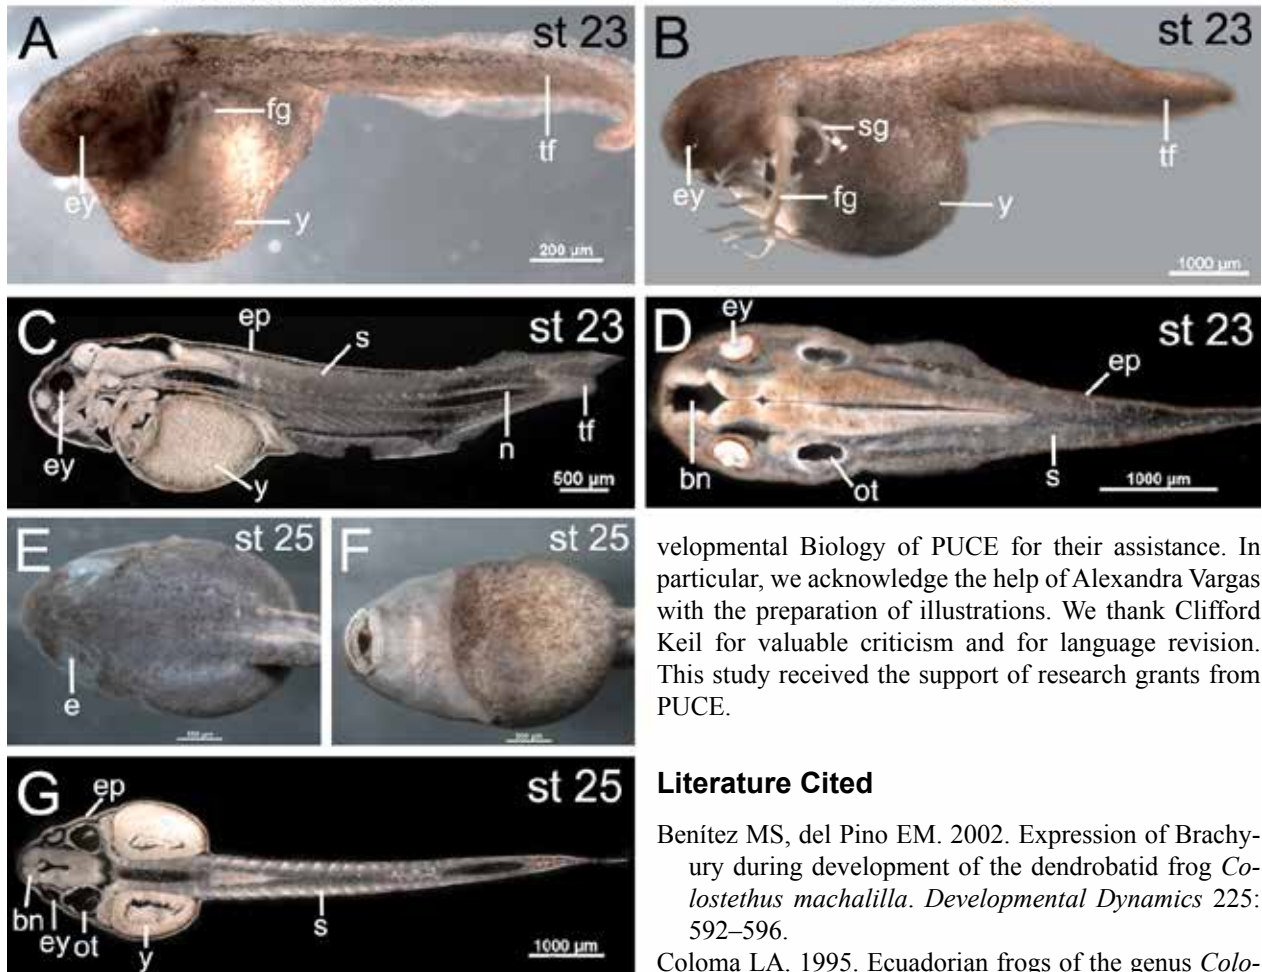 A
st 23
fg
ey
tf
y
200 µm
B
st 23
sg
ey
fg
y
tf
1000 µm
C
st 23
ep
s
ey
y
n
tf
500 µm
D
st 23
ey
ep
bn
ot
s
1000 µm
E
st 25
e
F
st 25
G
st 25
ep
bn
ey
ot
y
s
1000 µm
velopmental Biology of PUCE for their assistance. In
particular, we acknowledge the help of Alexandra Vargas
with the preparation of illustrations. We thank Clifford
Keil for valuable criticism and for language revision.
This study received the support of research grants from
PUCE.
Literature Cited
Benítez MS, del Pino EM. 2002. Expression of Brachy-
ury during development of the dendrobatid frog Co-
lostethus machalilla. Developmental Dynamics 225:
592–596.
Coloma LA. 1995. Ecuadorian frogs of the genus Colo-